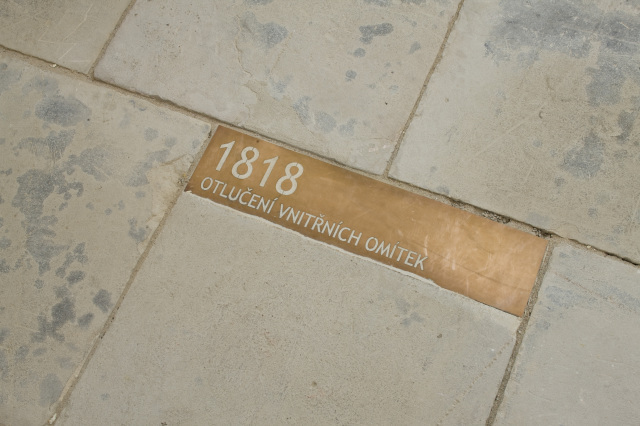 1818
OTLUČENÍ VNITŘNÍCH OMÍTEK